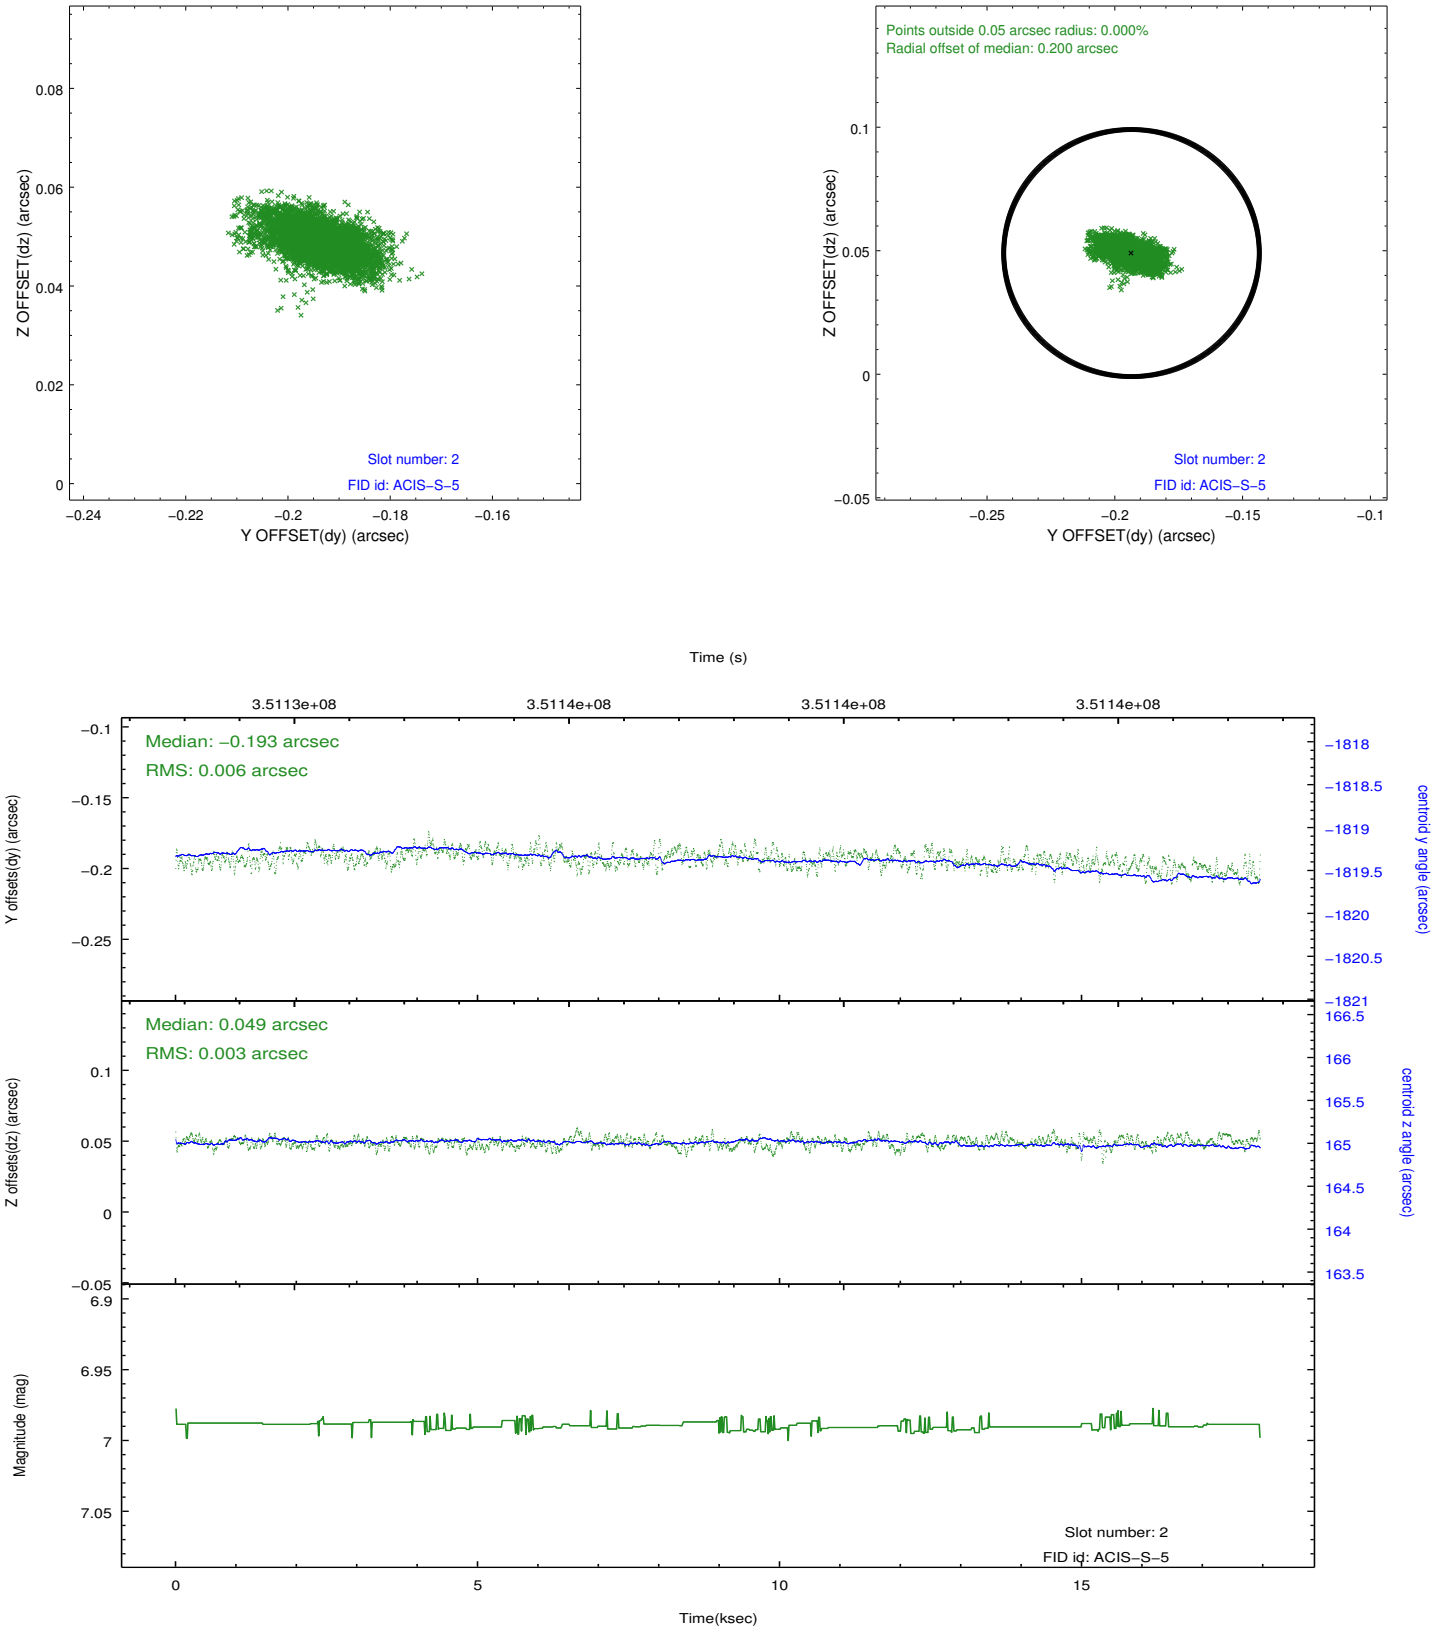 0.08
0.06
0.04
0.02
0
Z OFFSET(dz) (arcsec)
Slot number: 2
FID id: ACIS−S−5
−0.24
−0.22
−0.2
−0.18
−0.16
Y OFFSET(dy) (arcsec)
Points outside 0.05 arcsec radius: 0.000%
Radial offset of median: 0.200 arcsec
0.1
0.05
0
−0.05
Z OFFSET(dz) (arcsec)
Slot number: 2
FID id: ACIS−S−5
−0.25
−0.2
−0.15
−0.1
Y OFFSET(dy) (arcsec)
Time (s)
3.5113e+08
3.5114e+08
3.5114e+08
3.5114e+08
Median: −0.193 arcsec
RMS: 0.006 arcsec
−0.1
−0.15
−0.2
−0.25
Y offsets(dy) (arcsec)
−1818
−1818.5
−1819
−1819.5
−1820
−1820.5
−1821
centroid y angle (arcsec)
Median: 0.049 arcsec
RMS: 0.003 arcsec
0.1
0.05
0
−0.05
Z offsets(dz) (arcsec)
166.5
166
165.5
165
164.5
164
163.5
centroid z angle (arcsec)
6.9
6.95
7
7.05
Magnitude (mag)
Slot number: 2
FID id: ACIS−S−5
0
5
10
15
Time(ksec)